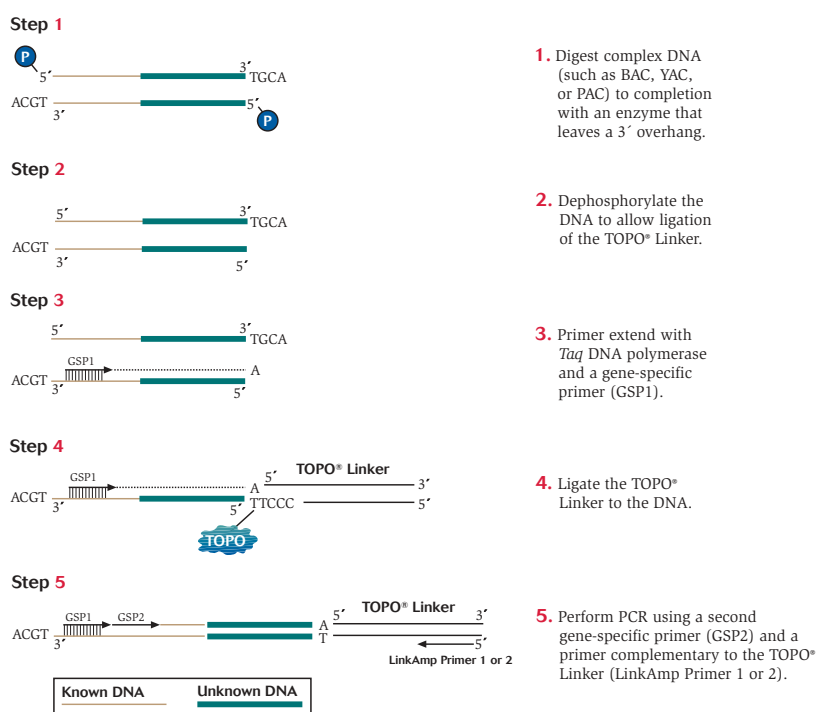 Step 1
P
5´ 3´ TGCA
ACGT 3´ 5´
P
1. Digest complex DNA
(such as BAC, YAC,
or PAC) to completion
with an enzyme that
leaves a 3´ overhang.
Step 2
5´ 3´ TGCA
ACGT 3´ 5´
2. Dephosphorylate the
DNA to allow ligation
of the TOPO® Linker.
Step 3
5´ 3´ TGCA
GSP1 A
ACGT 3´ 5´
3. Primer extend with
Taq DNA polymerase
and a gene-specific
primer (GSP1).
Step 4
TOPO® Linker
GSP1 A 5´ 3´
ACGT 3´ 5´ TTCCC 5´
TOPO
4. Ligate the TOPO®
Linker to the DNA.
Step 5
TOPO® Linker
GSP1 GSP2 A 5´ 3´
ACGT 3´ T 5´
LinkAmp Primer 1 or 2
5. Perform PCR using a second
gene-specific primer (GSP2) and a
primer complementary to the TOPO®
Linker (LinkAmp Primer 1 or 2).
Known DNA Unknown DNA